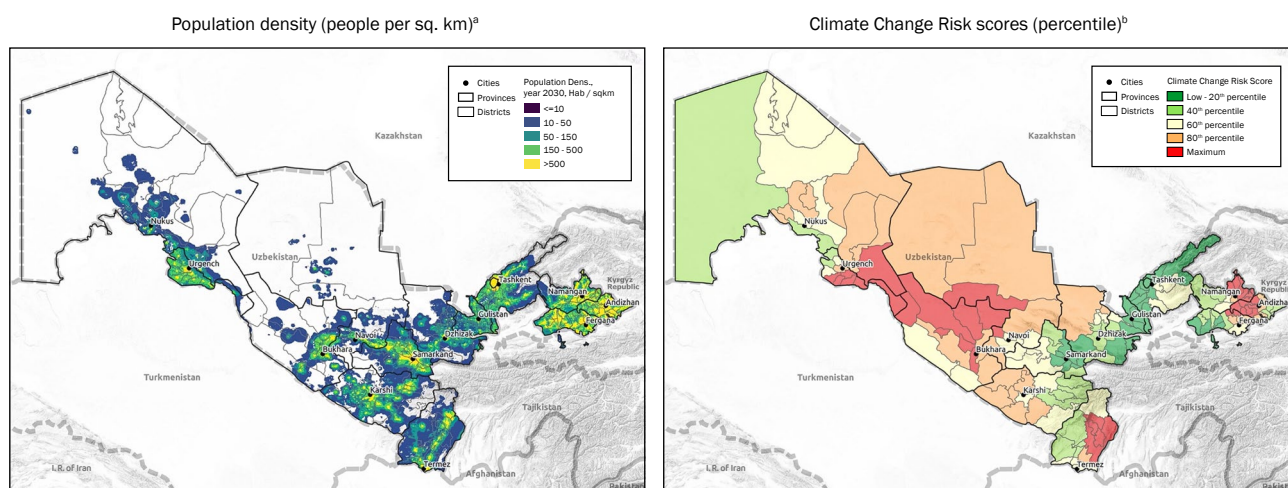 Population density (people per sq. km)a
Cities
Provinces
Districts
Population Dens.,
year 2030, Hab / sqkm
<=10
10 - 50
50 - 150
150 - 500
>500
Kazakhstan
Nukus
Urgench
Uzbekistan
Tashkent
Kyrgyz
Republic
Namangan
Andizhan
Gulistan
Fergana
Navoi
Dzhizak
Bukhara
Samarkand
Turkmenistan
Karshi
Tajikistan
Termez
I.R. of Iran
Afghanistan
Climate Change Risk scores (percentile)b
Cities
Provinces
Districts
Climate Change Risk Score
Low - 20th percentile
40th percentile
60th percentile
80th percentile
Maximum
Kazakhstan
Nukus
Urgench
Uzbekistan
Tashkent
Namangan
Gulistan
Fergana
Navoi
Dzhizak
Bukhara
Samarkand
Turkmenistan
Karshi
Tajikistan
Termez
I.R. of Iran
Afghanistan